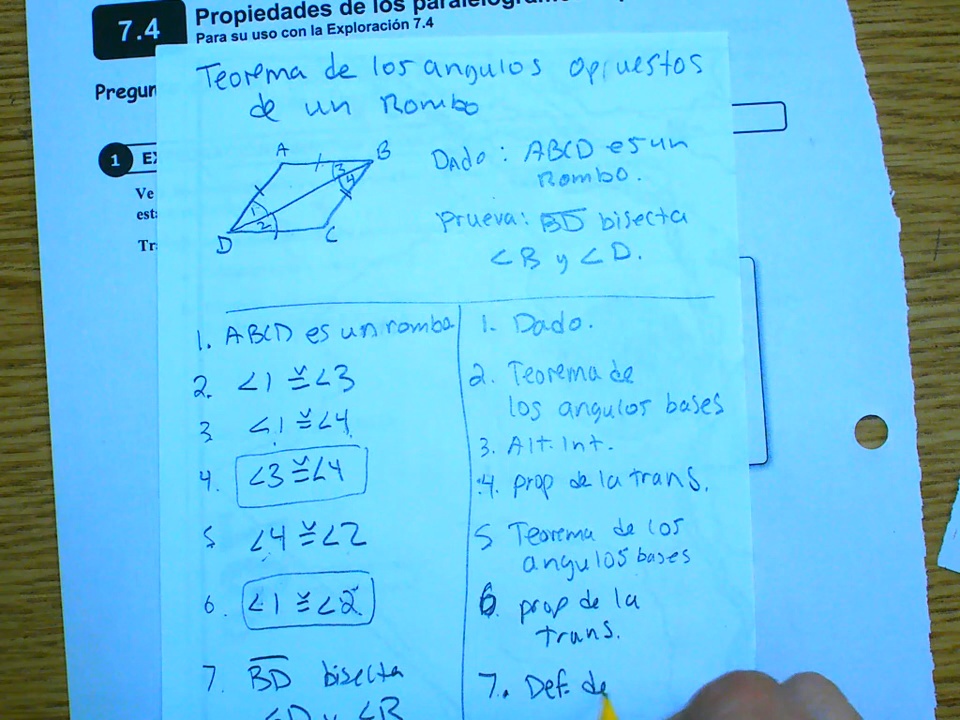 7.4
Propiedades de los
Para su uso con la Exploración 7.4
Teorema de los angulos opuestos
de un Rombo
1
A
B
3
4
1
2
D
C
Dado: ABCD es un
Rombo.
Prueva: BD bisecta
∠B y ∠D.
1. ABCD es un rombo
1. Dado.
2. ∠1 ≅ ∠3
2. Teorema de
los angulos bases
3 ∠1 ≅ ∠4
3. Alt. Int.
4. ∠3 ≅ ∠4
4. prop de la trans.
5 ∠4 ≅ ∠2
5 Teorema de los
angulos bases
6. ∠1 ≅ ∠2
6 prop de la
trans.
7. BD bisecta
∠D y ∠B
7. Def. de